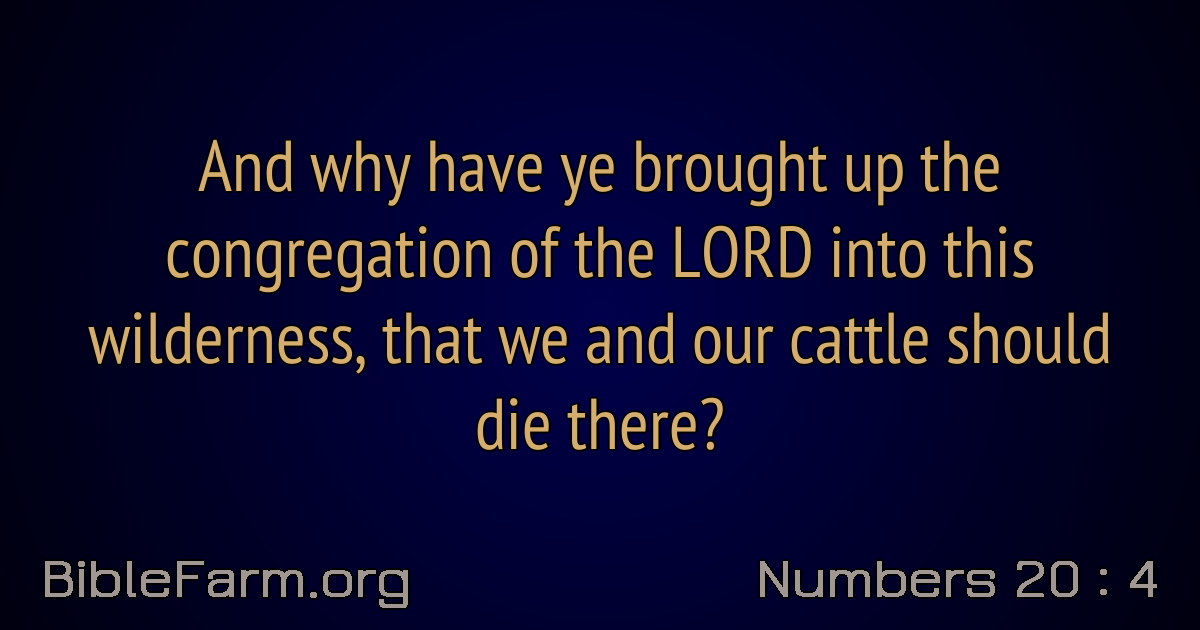 And why have ye brought up the
congregation of the LORD into this
wilderness, that we and our cattle should
die there?
BibleFarm.org
Numbers 20 : 4